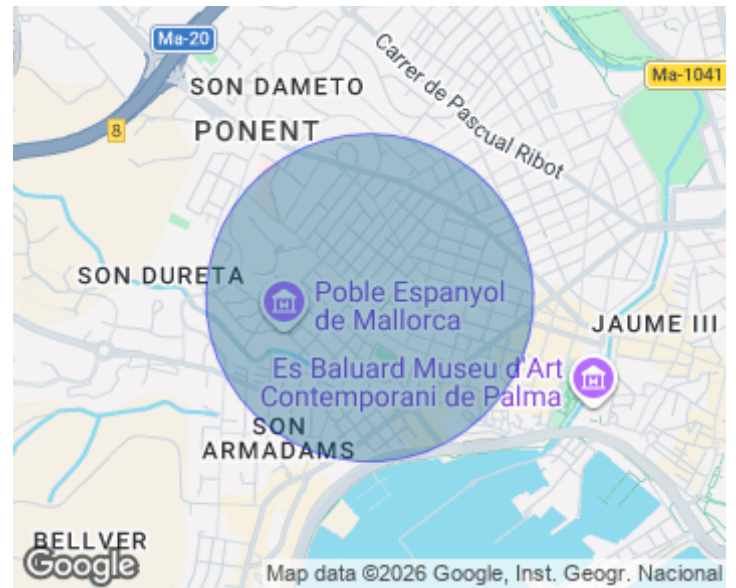 Ma-20
Carrer de Pascual Ribot
Ma-1041
SON DAMETO
PONENT
8
SON DURETA
Poble Espanyol
de Mallorca
JAUME III
Es Baluard Museu d'Art
Contemporani de Palma
SON
ARMADAMS
BELLVER
Google
Map data ©2026 Google, Inst. Geogr. Nacional